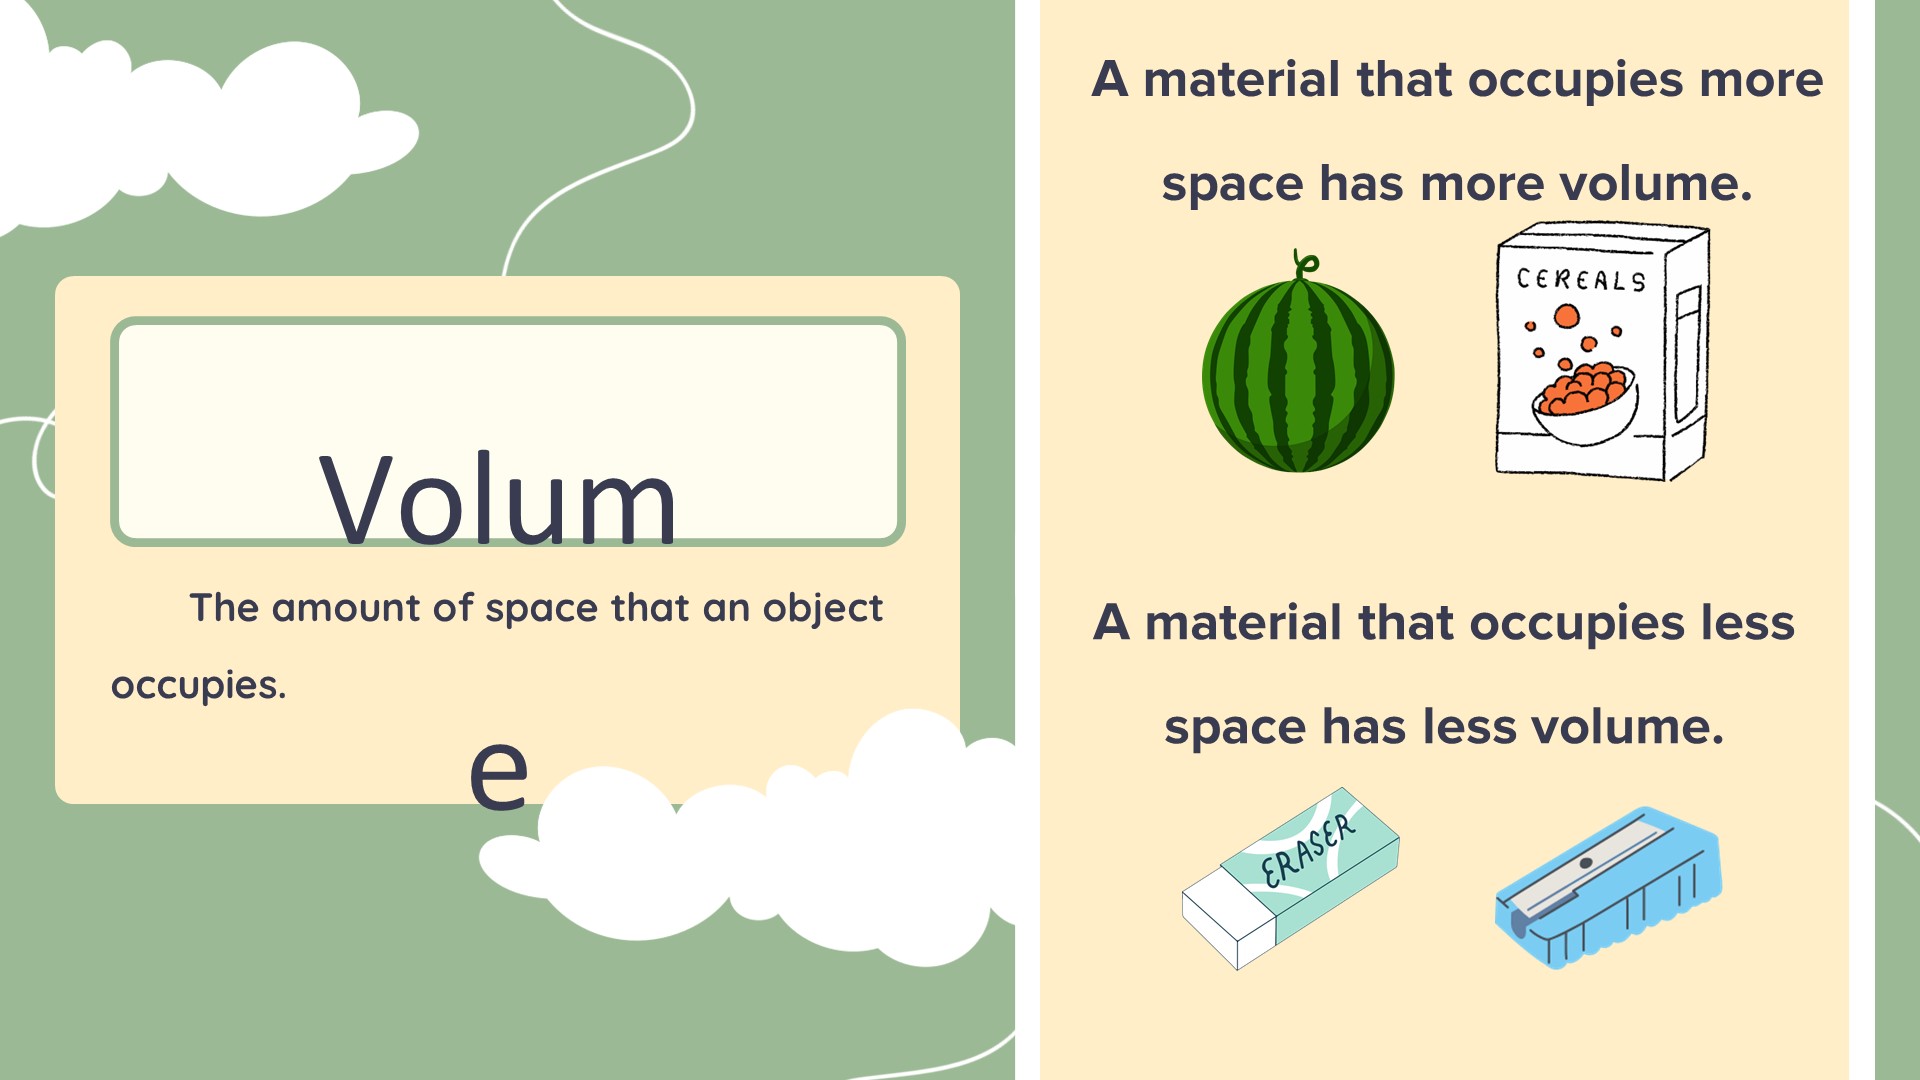 Volum
e
The amount of space that an object
occupies.
A material that occupies more
space has more volume.
CEREALS
A material that occupies less
space has less volume.
ERASER